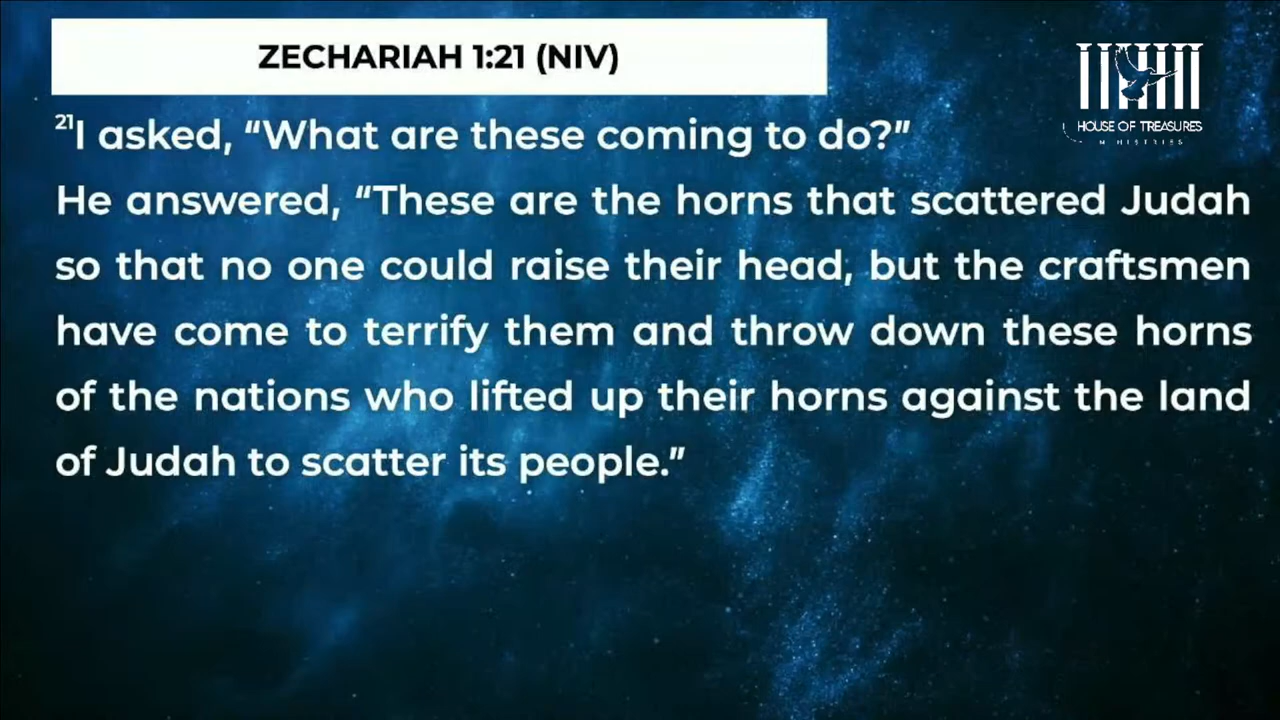 ZECHARIAH 1:21 (NIV)
HOUSE OF TREASURES
MINISTRIES
21I asked, “What are these coming to do?”
He answered, “These are the horns that scattered Judah
so that no one could raise their head, but the craftsmen
have come to terrify them and throw down these horns
of the nations who lifted up their horns against the land
of Judah to scatter its people.”